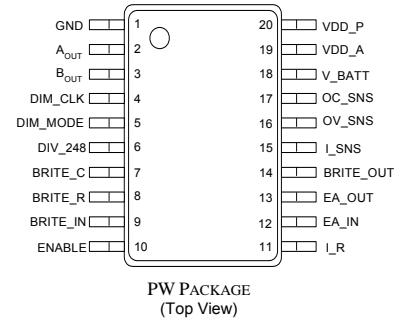 GND 1 20 VDD_P
AOUT 2 19 VDD_A
BOUT 3 18 V_BATT
DIM_CLK 4 17 OC_SNS
DIM_MODE 5 16 OV_SNS
DIV_248 6 15 I_SNS
BRITE_C 7 14 BRITE_OUT
BRITE_R 8 13 EA_OUT
BRITE_IN 9 12 EA_IN
ENABLE 10 11 I_R
PW PACKAGE
(Top View)